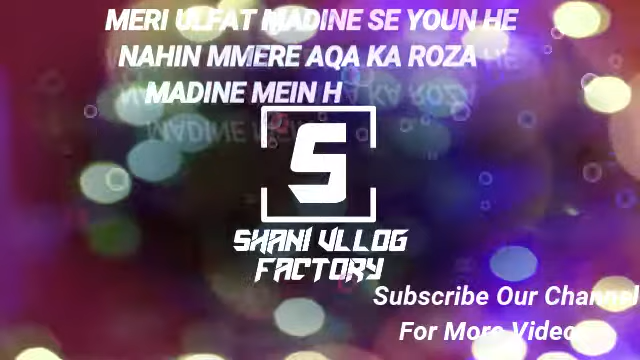 MERI ULFAT MADINE SE YOUN HE
NAHIN MMERE AQA KA ROZA
MADINE MEIN H
S
SHANI VLLOG
FACTORY
Subscribe Our Channel
For More Video